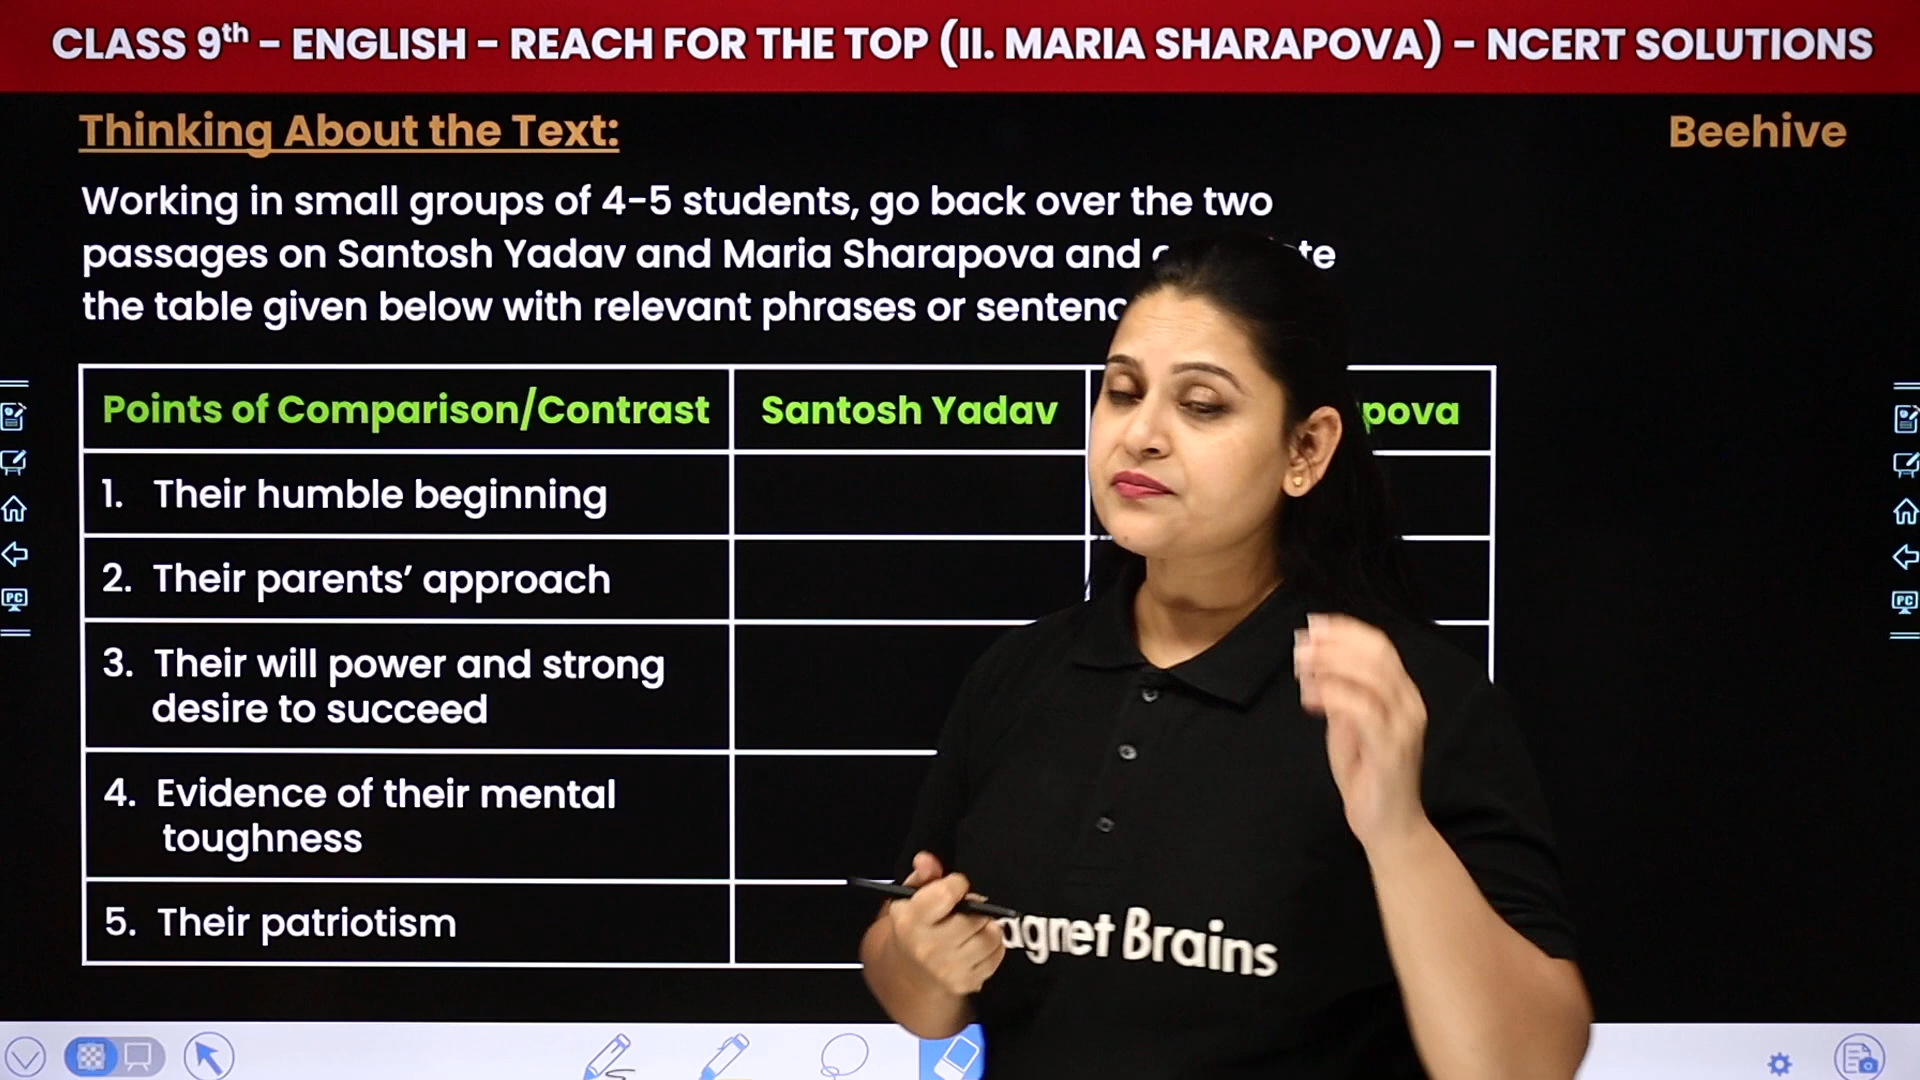 CLASS 9th – ENGLISH – REACH FOR THE TOP (II. MARIA SHARAPOVA) – NCERT SOLUTIONS
Thinking About the Text:
Beehive
Working in small groups of 4-5 students, go back over the two
passages on Santosh Yadav and Maria Sharapova and
the table given below with relevant phrases or
Points of Comparison/Contrast
Santosh Yadav
1. Their humble beginning
2. Their parents’ approach
3. Their will power and strong
desire to succeed
4. Evidence of their mental
toughness
5. Their patriotism
Brains
PC
PC